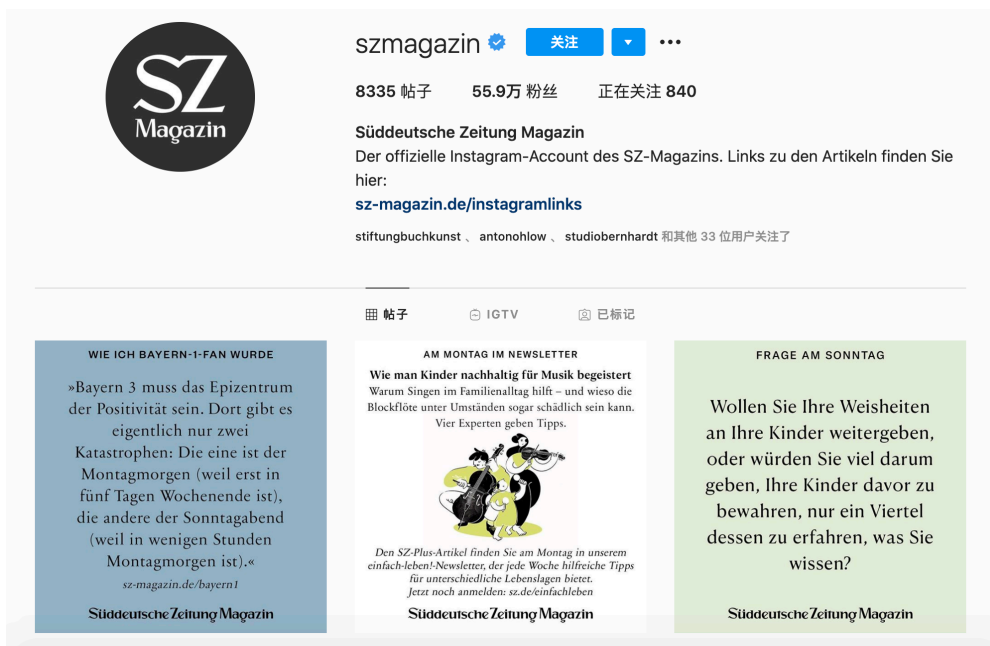 SZ
Magazin
szmagazin
关注
8335 帖子
55.9万 粉丝
正在关注 840
Süddeutsche Zeitung Magazin
Der offizielle Instagram-Account des SZ-Magazins. Links zu den Artikeln finden Sie
hier:
sz-magazin.de/instagramlinks
stiftungbuchkunst 、 antonohlow 、 studiobernhardt 和其他 33 位用户关注了
帖子
IGTV
已标记
WIE ICH BAYERN-1-FAN WURDE
»Bayern 3 muss das Epizentrum
der Positivität sein. Dort gibt es
eigentlich nur zwei
Katastrophen: Die eine ist der
Montagmorgen (weil erst in
fünf Tagen Wochenende ist),
die andere der Sonntagabend
(weil in wenigen Stunden
Montagmorgen ist).«
sz-magazin.de/bayern1
Süddeutsche Zeitung Magazin
AM MONTAG IM NEWSLETTER
Wie man Kinder nachhaltig für Musik begeistert
Warum Singen im Familienalltag hilft – und wieso die
Blockflöte unter Umständen sogar schädlich sein kann.
Vier Experten geben Tipps.
Den SZ-Plus-Artikel finden Sie am Montag in unserem
einfach-leben!-Newsletter, der jede Woche hilfreiche Tipps
für unterschiedliche Lebenslagen bietet.
Jetzt noch anmelden: sz.de/einfachleben
Süddeutsche Zeitung Magazin
FRAGE AM SONNTAG
Wollen Sie Ihre Weisheiten
an Ihre Kinder weitergeben,
oder würden Sie viel darum
geben, Ihre Kinder davor zu
bewahren, nur ein Viertel
dessen zu erfahren, was Sie
wissen?
Süddeutsche Zeitung Magazin